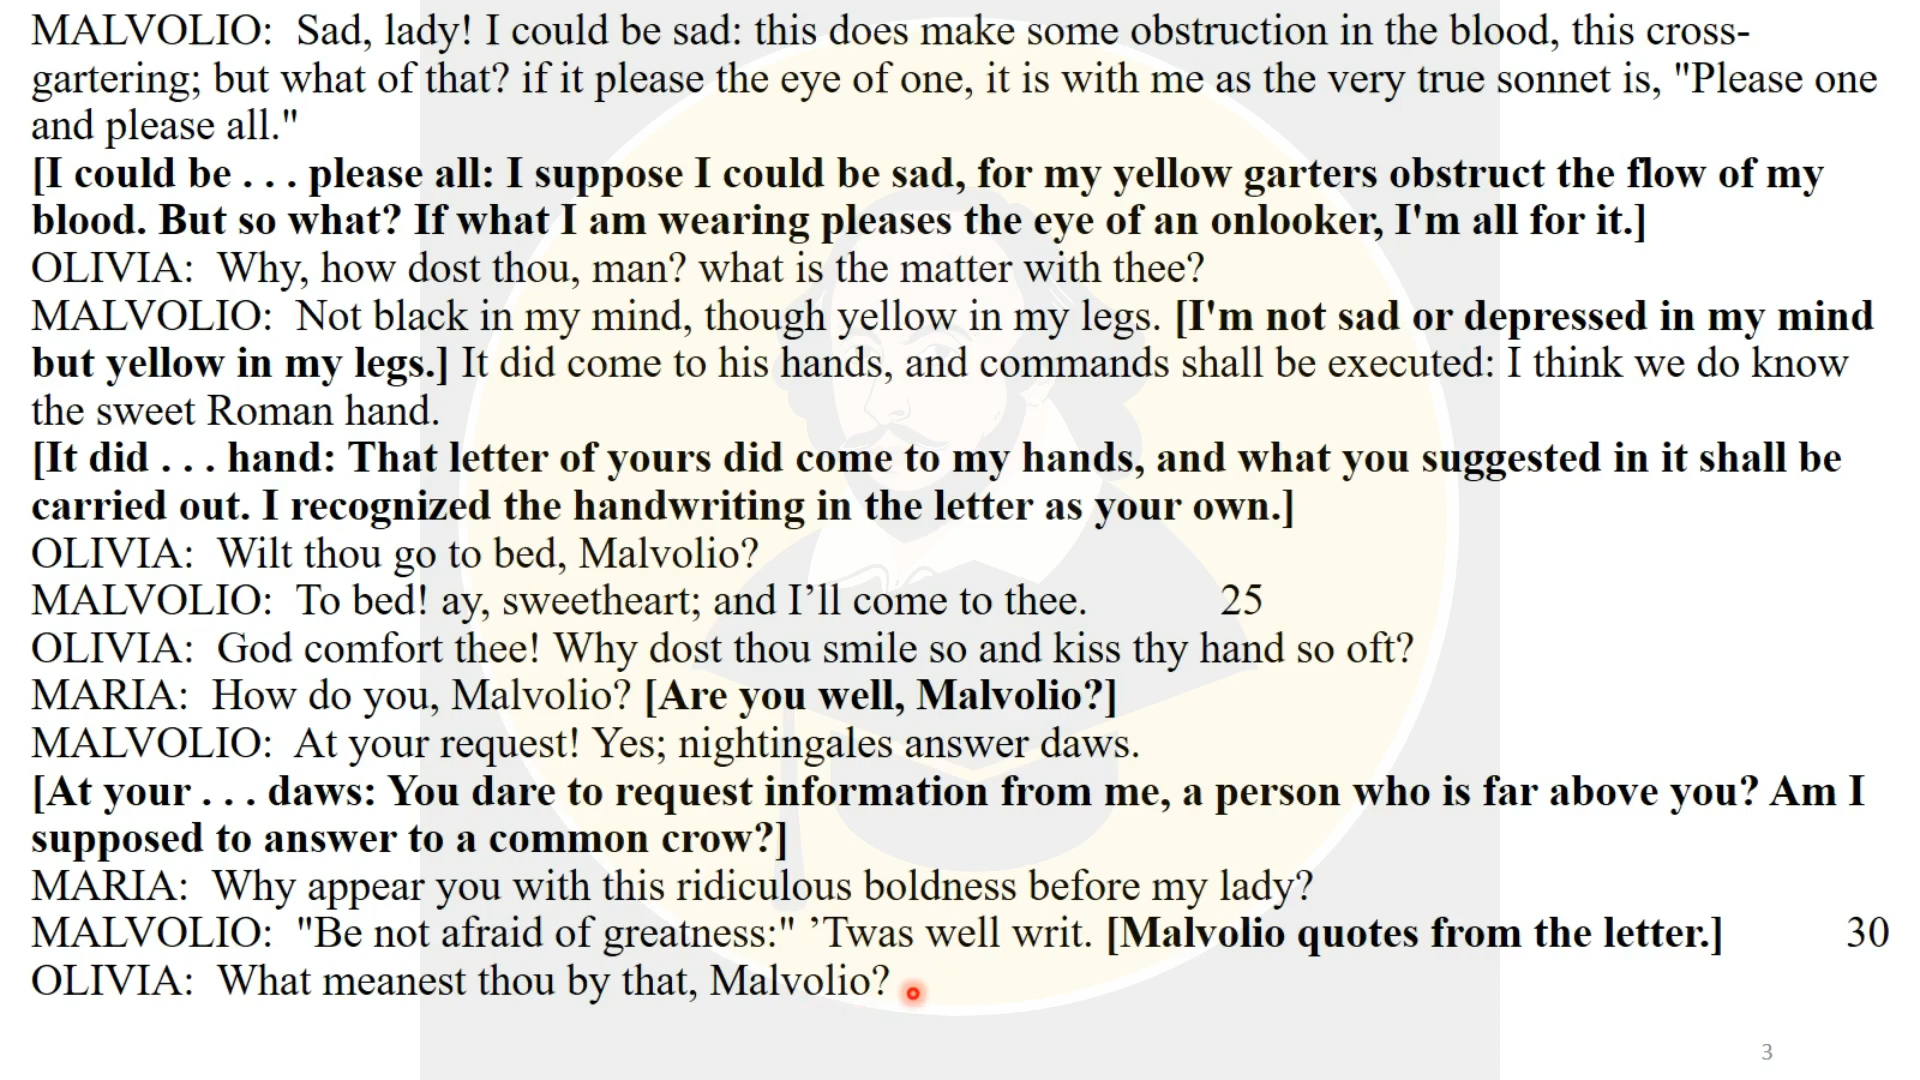 MALVOLIO:  Sad, lady! I could be sad: this does make some obstruction in the blood, this cross-
gartering; but what of that? if it please the eye of one, it is with me as the very true sonnet is, "Please one
and please all."
[I could be . . . please all: I suppose I could be sad, for my yellow garters obstruct the flow of my
blood. But so what? If what I am wearing pleases the eye of an onlooker, I'm all for it.]
OLIVIA:  Why, how dost thou, man? what is the matter with thee?
MALVOLIO:  Not black in my mind, though yellow in my legs. [I'm not sad or depressed in my mind
but yellow in my legs.] It did come to his hands, and commands shall be executed: I think we do know
the sweet Roman hand.
[It did . . . hand: That letter of yours did come to my hands, and what you suggested in it shall be
carried out. I recognized the handwriting in the letter as your own.]
OLIVIA:  Wilt thou go to bed, Malvolio?
MALVOLIO:  To bed! ay, sweetheart; and I’ll come to thee. 25
OLIVIA:  God comfort thee! Why dost thou smile so and kiss thy hand so oft?
MARIA:  How do you, Malvolio? [Are you well, Malvolio?]
MALVOLIO:  At your request! Yes; nightingales answer daws.
[At your . . . daws: You dare to request information from me, a person who is far above you? Am I
supposed to answer to a common crow?]
MARIA:  Why appear you with this ridiculous boldness before my lady?
MALVOLIO:  "Be not afraid of greatness:" ’Twas well writ. [Malvolio quotes from the letter.] 30
OLIVIA:  What meanest thou by that, Malvolio?
3